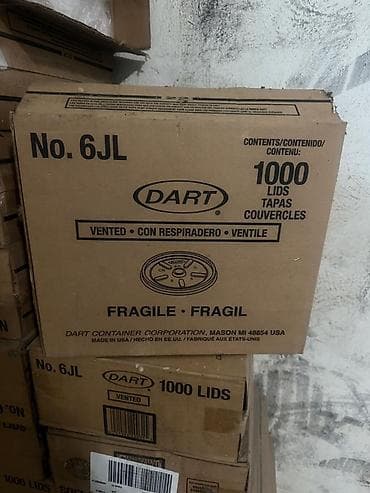 No. 6JL
CONTENTS/CONTENIDO/
CONTENU:
1000
LIDS
TAPAS
COUVERCLES
DART
VENTED • CON RESPIRADERO • VENTILE
FRAGILE • FRAGIL
DART CONTAINER CORPORATION, MASON MI 48854 USA
MADE IN USA / HECHO EN EE.UU. / FABRIQUÉ AUX ÉTATS-UNIS
No. 6JL
DART
1000 LIDS
VENTED
1000 LIDS